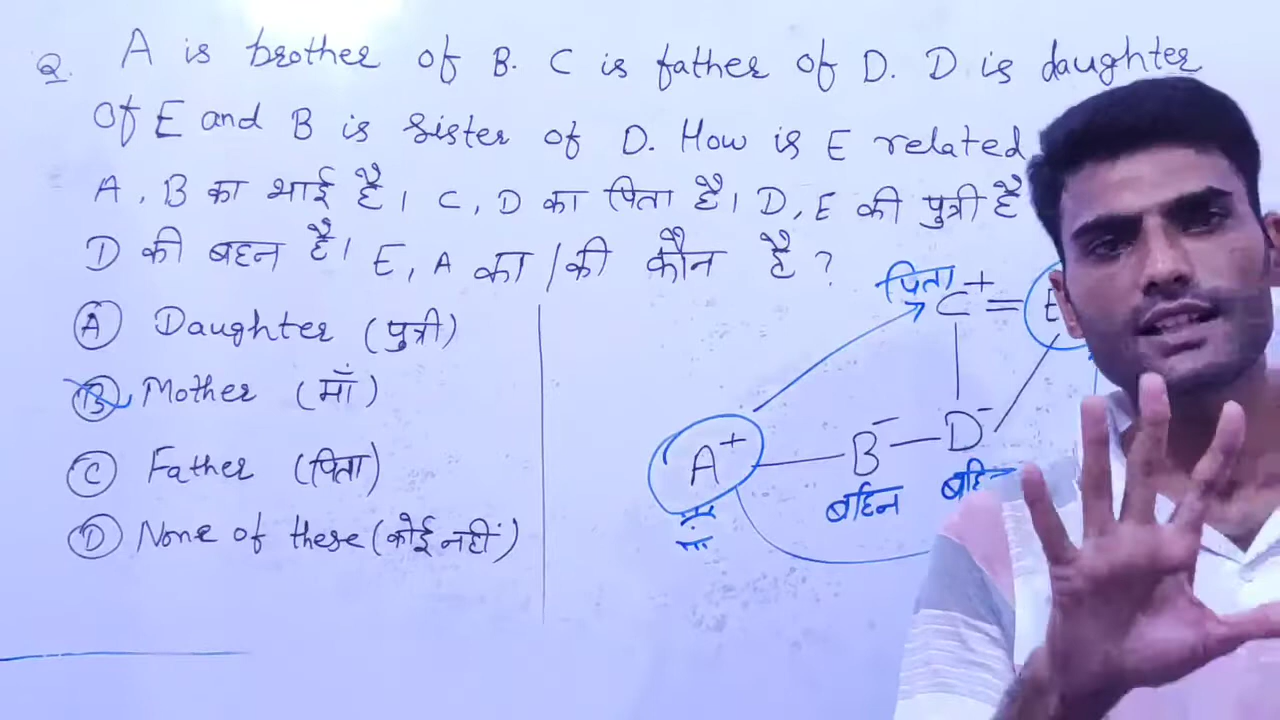 Q. A is brother of B. C is father of D. D is daughter
of E and B is sister of D. How is E related
A, B का भाई है। C, D का पिता है। D, E की पुत्री है
D की बहन है। E, A का/की कौन है?
A Daughter (पुत्री)
B Mother (माँ)
C Father (पिता)
D None of these (कोई नहीं)
पिता C + = E
A + — B - — D -
बहिन बहिन